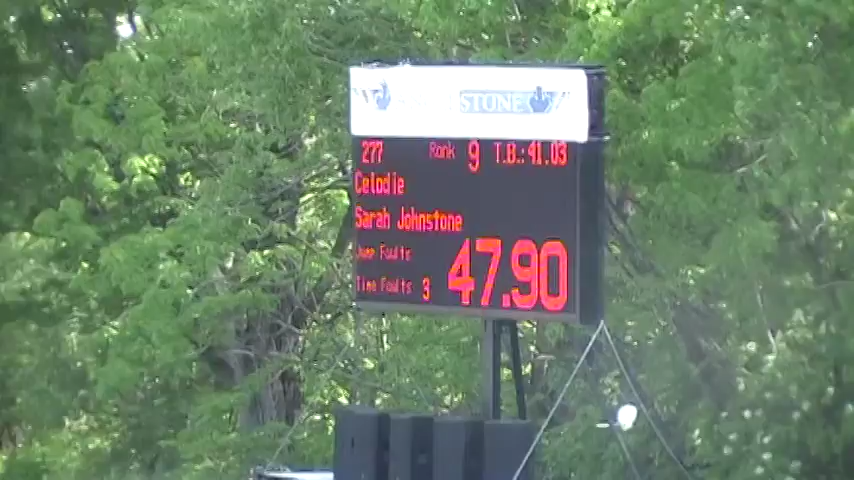 STONE
277 Rank 9 T.B.:41.03
Celodie
Sarah Johnstone
Jump Faults
Time Faults 3 47.90